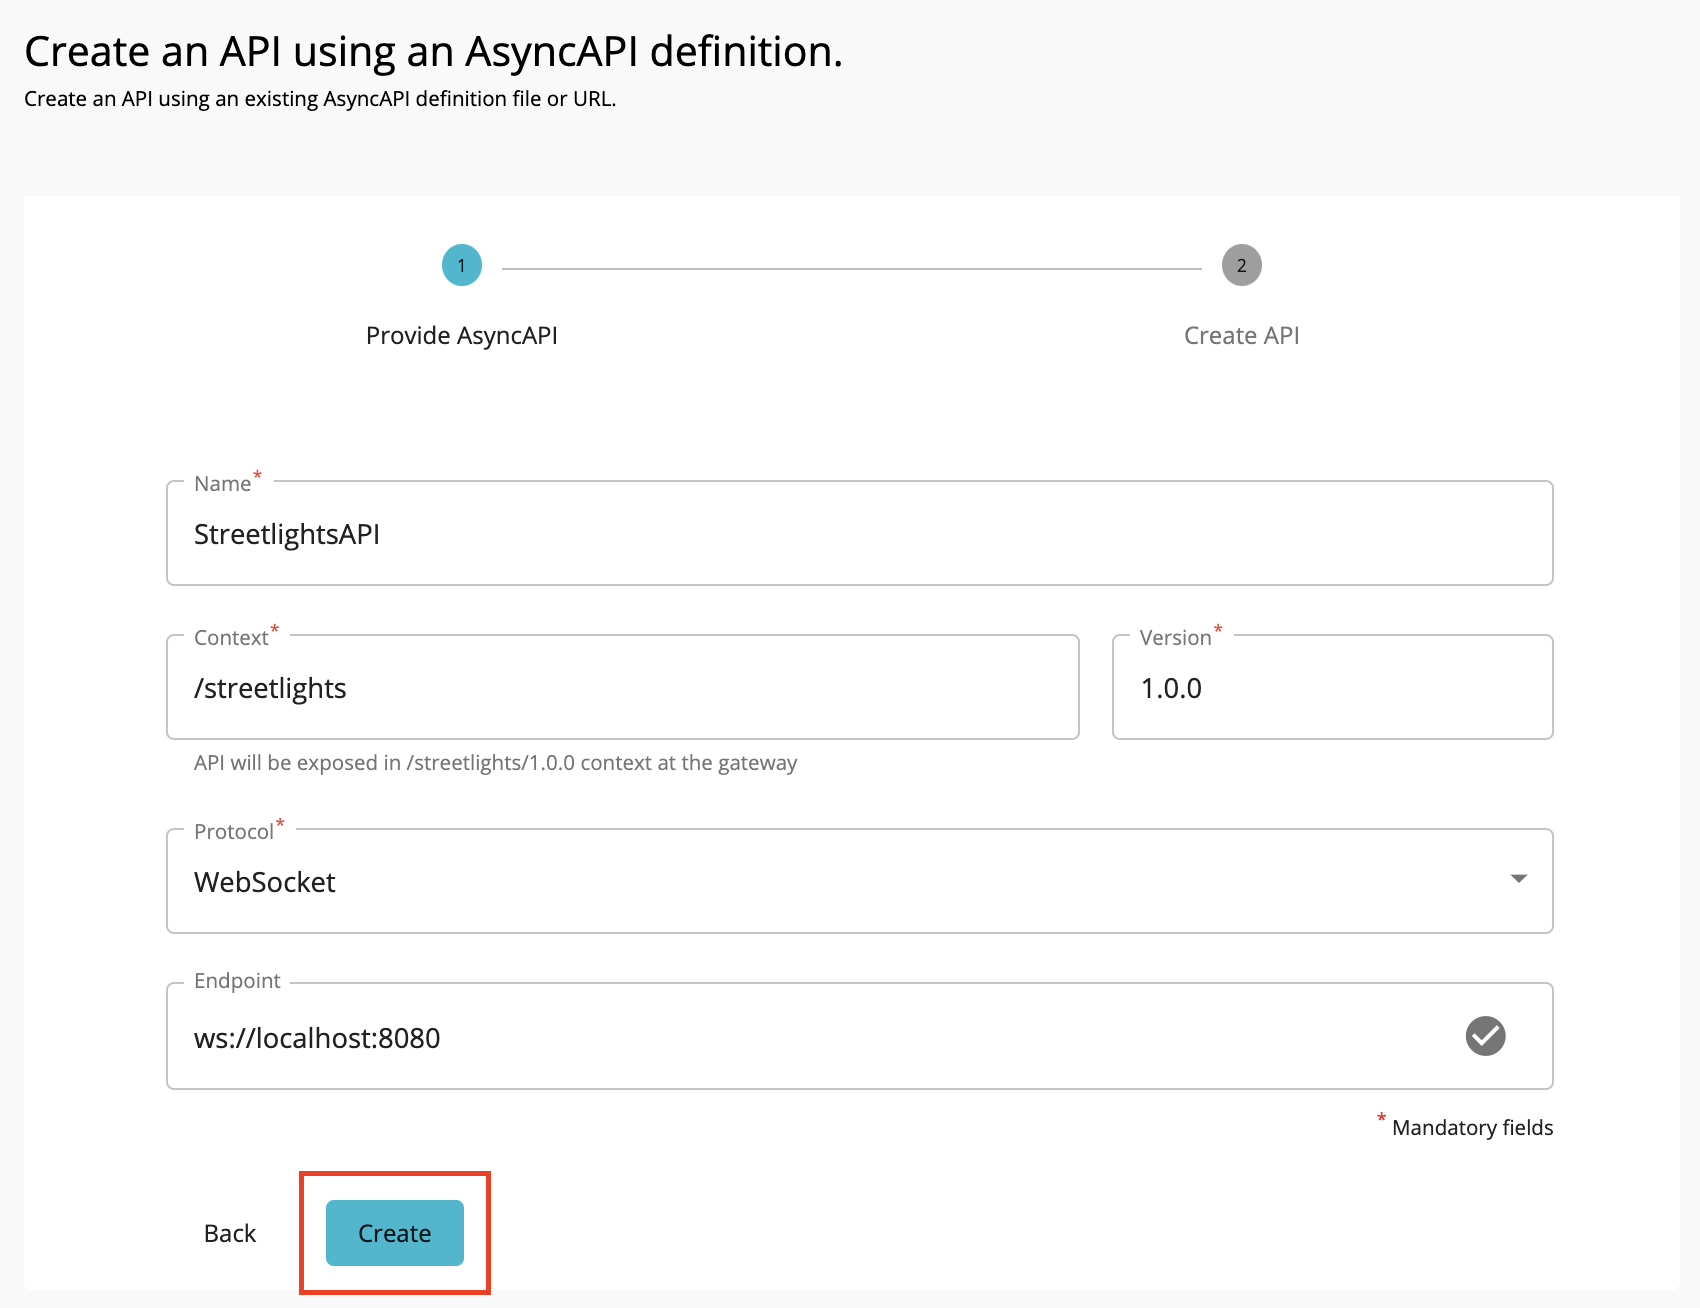 Create an API using an AsyncAPI definition.
Create an API using an existing AsyncAPI definition file or URL.
1
2
Provide AsyncAPI
Create API
Name*
StreetlightsAPI
Context*
Version*
/streetlights
1.0.0
API will be exposed in /streetlights/1.0.0 context at the gateway
Protocol*
WebSocket
Endpoint
ws://localhost:8080
* Mandatory fields
Back
Create